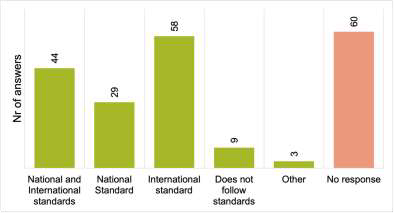 Nr of answers
44
29
58
9
3
60
National and
International
standards
National
Standard
International
standard
Does not
follow
standards
Other
No response